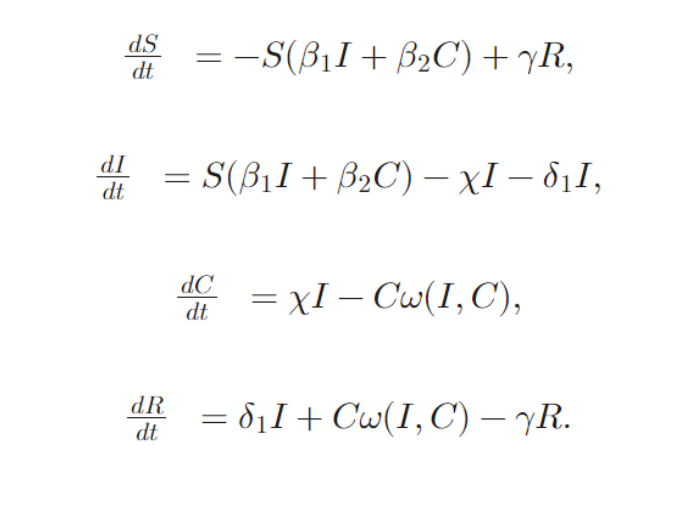 dS/dt = −S(β₁I + β₂C) + γR,
dI/dt = S(β₁I + β₂C) − χI − δ₁I,
dC/dt = χI − Cω(I, C),
dR/dt = δ₁I + Cω(I, C) − γR.